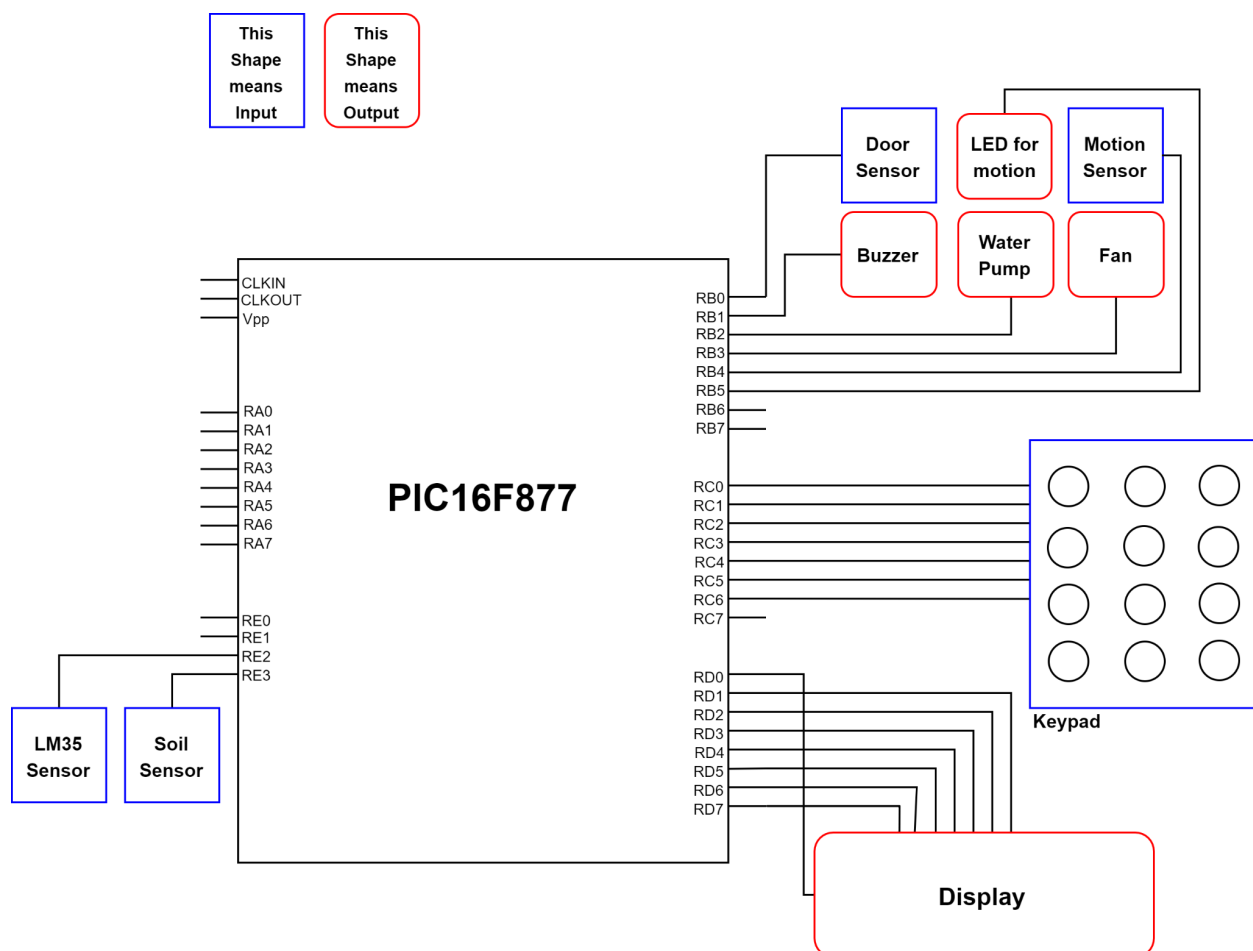 This
Shape
means
Input
This
Shape
means
Output
Door
Sensor
LED for
motion
Motion
Sensor
Buzzer
Water
Pump
Fan
CLKIN
CLKOUT
Vpp
RA0
RA1
RA2
RA3
RA4
RA5
RA6
RA7
RE0
RE1
RE2
RE3
PIC16F877
RB0
RB1
RB2
RB3
RB4
RB5
RB6
RB7
RC0
RC1
RC2
RC3
RC4
RC5
RC6
RC7
RD0
RD1
RD2
RD3
RD4
RD5
RD6
RD7
Keypad
LM35
Sensor
Soil
Sensor
Display